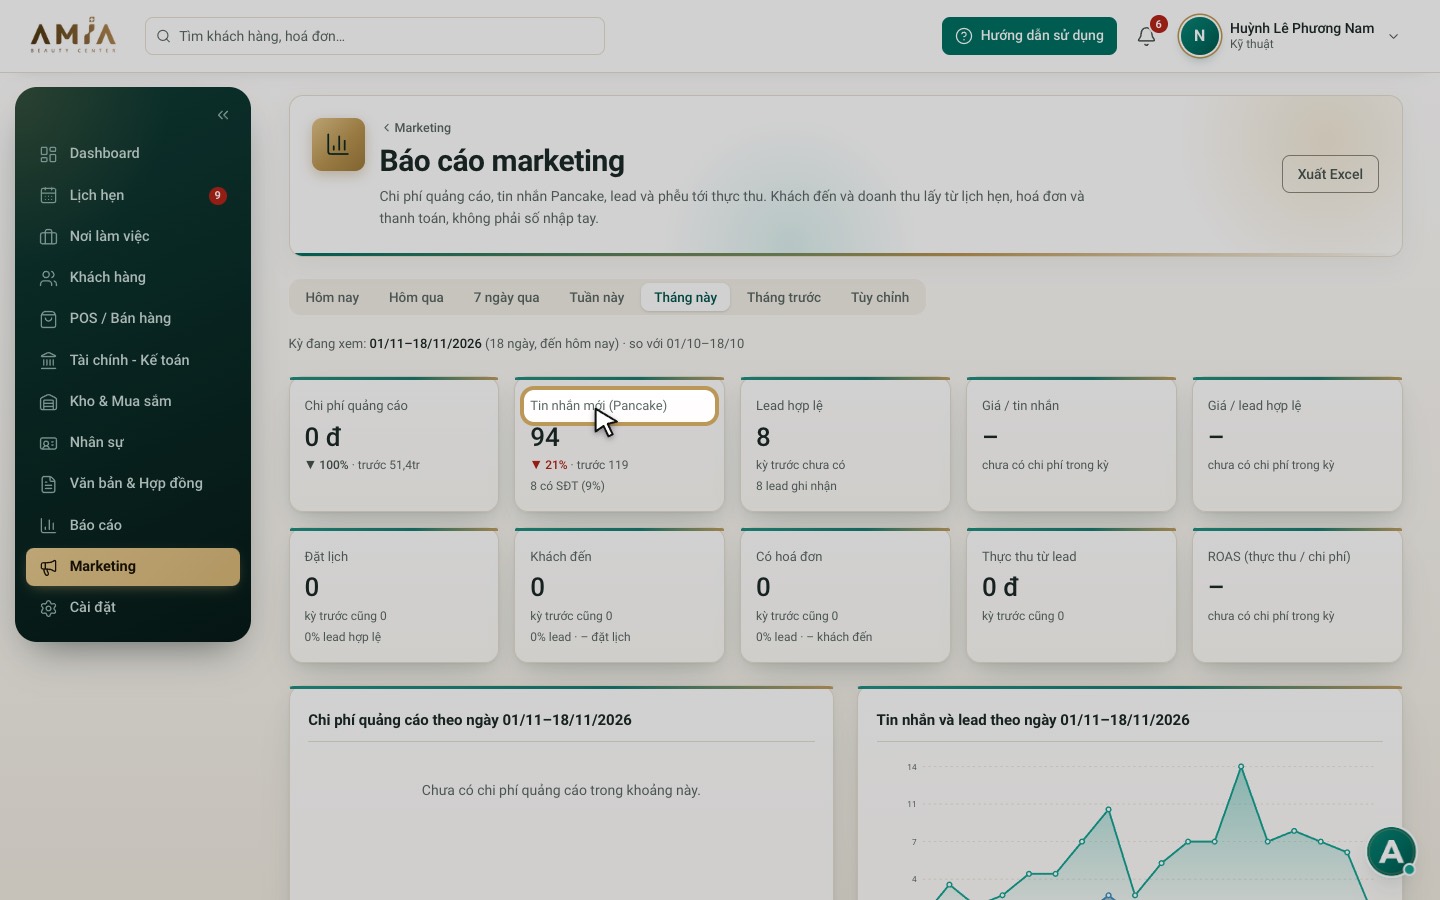 AMIA
BEAUTY CENTER
Tìm khách hàng, hoá đơn...
Hướng dẫn sử dụng
6
N
Huỳnh Lê Phương Nam
Kỹ thuật
Dashboard
Lịch hẹn
9
Nơi làm việc
Khách hàng
POS / Bán hàng
Tài chính - Kế toán
Kho & Mua sắm
Nhân sự
Văn bản & Hợp đồng
Báo cáo
Marketing
Cài đặt
Marketing
Báo cáo marketing
Chi phí quảng cáo, tin nhắn Pancake, lead và phễu tới thực thu. Khách đến và doanh thu lấy từ lịch hẹn, hoá đơn và
thanh toán, không phải số nhập tay.
Xuất Excel
Hôm nay Hôm qua 7 ngày qua Tuần này Tháng này Tháng trước Tùy chỉnh
Kỳ đang xem: 01/11–18/11/2026 (18 ngày, đến hôm nay) · so với 01/10–18/10
Chi phí quảng cáo
0 đ
▼ 100% · trước 51,4tr
Tin nhắn mới (Pancake)
94
▼ 21% · trước 119
8 có SĐT (9%)
Lead hợp lệ
8
kỳ trước chưa có
8 lead ghi nhận
Giá / tin nhắn
–
chưa có chi phí trong kỳ
Giá / lead hợp lệ
–
chưa có chi phí trong kỳ
Đặt lịch
0
kỳ trước cũng 0
0% lead hợp lệ
Khách đến
0
kỳ trước cũng 0
0% lead · – đặt lịch
Có hoá đơn
0
kỳ trước cũng 0
0% lead · – khách đến
Thực thu từ lead
0 đ
kỳ trước cũng 0
ROAS (thực thu / chi phí)
–
chưa có chi phí trong kỳ
Chi phí quảng cáo theo ngày 01/11–18/11/2026
Chưa có chi phí quảng cáo trong khoảng này.
Tin nhắn và lead theo ngày 01/11–18/11/2026
14
11
7
4
A